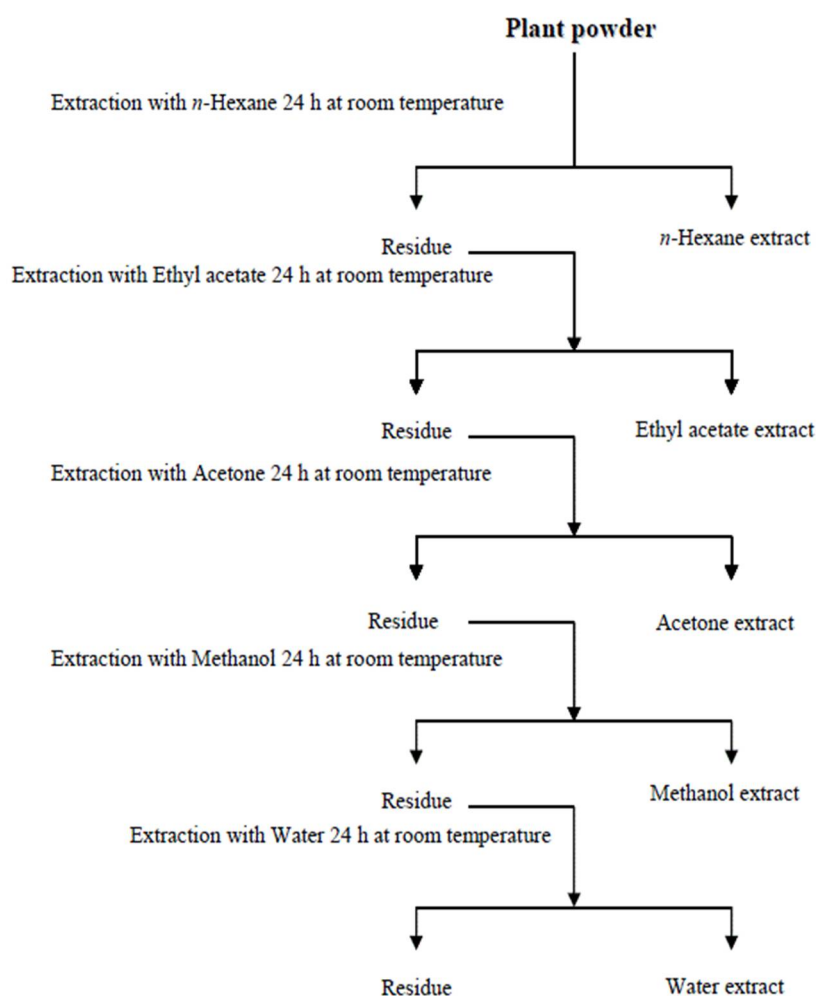 Plant powder
Extraction with n-Hexane 24 h at room temperature
Residue
n-Hexane extract
Extraction with Ethyl acetate 24 h at room temperature
Residue
Ethyl acetate extract
Extraction with Acetone 24 h at room temperature
Residue
Acetone extract
Extraction with Methanol 24 h at room temperature
Residue
Methanol extract
Extraction with Water 24 h at room temperature
Residue
Water extract